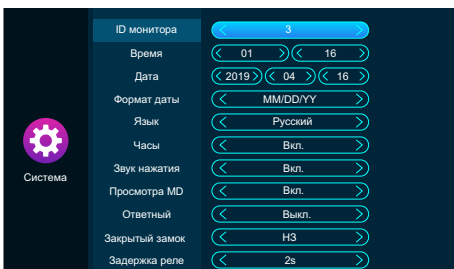 ID монитора 3
Время 01 16
Дата 2019 04 16
Формат даты MM/DD/YY
Язык Русский
Часы Вкл.
Звук нажатия Вкл.
Просмотра MD Вкл.
Ответный Выкл.
Закрытый замок НЗ
Задержка реле 2s
Система